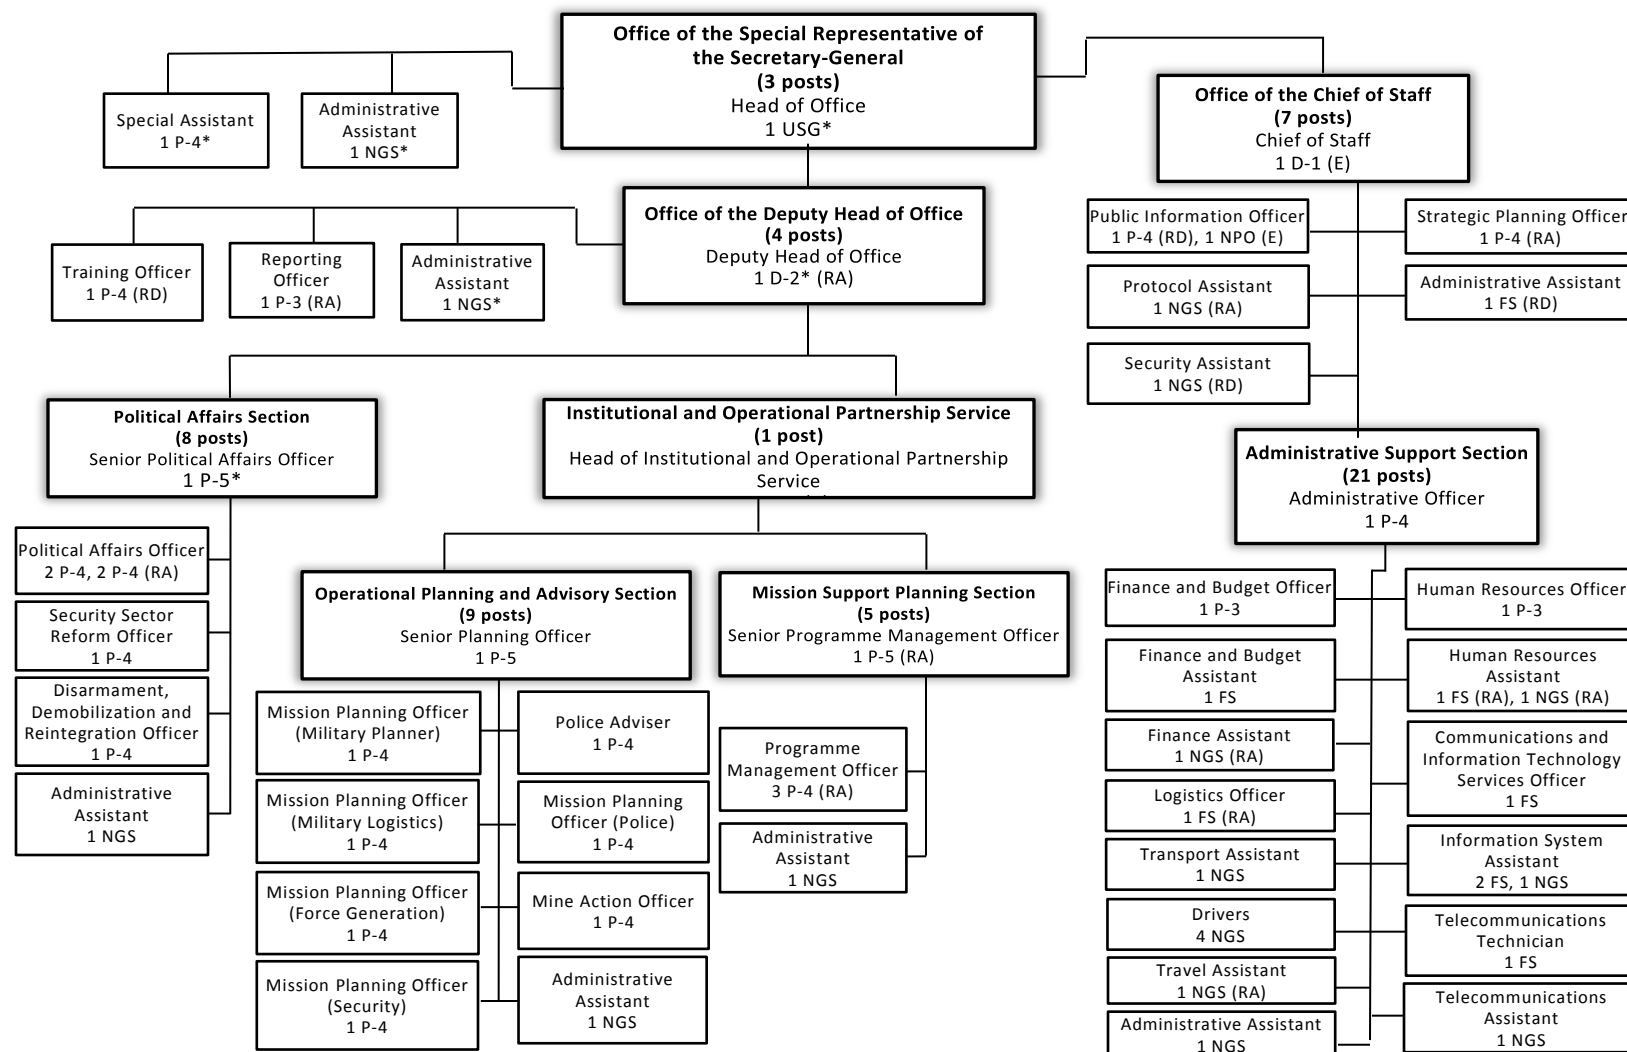 Office of the Special Representative of
the Secretary-General
(3 posts)
Head of Office
1 USG*
Special Assistant
1 P-4*
Administrative
Assistant
1 NGS*
Office of the Chief of Staff
(7 posts)
Chief of Staff
1 D-1 (E)
Office of the Deputy Head of Office
(4 posts)
Deputy Head of Office
1 D-2* (RA)
Training Officer
1 P-4 (RD)
Reporting
Officer
1 P-3 (RA)
Administrative
Assistant
1 NGS*
Public Information Officer
1 P-4 (RD), 1 NPO (E)
Strategic Planning Officer
1 P-4 (RA)
Protocol Assistant
1 NGS (RA)
Administrative Assistant
1 FS (RD)
Security Assistant
1 NGS (RD)
Political Affairs Section
(8 posts)
Senior Political Affairs Officer
1 P-5*
Institutional and Operational Partnership Service
(1 post)
Head of Institutional and Operational Partnership
Service
Administrative Support Section
(21 posts)
Administrative Officer
1 P-4
Political Affairs Officer
2 P-4, 2 P-4 (RA)
Security Sector
Reform Officer
1 P-4
Disarmament,
Demobilization and
Reintegration Officer
1 P-4
Administrative
Assistant
1 NGS
Operational Planning and Advisory Section
(9 posts)
Senior Planning Officer
1 P-5
Mission Support Planning Section
(5 posts)
Senior Programme Management Officer
1 P-5 (RA)
Mission Planning Officer
(Military Planner)
1 P-4
Police Adviser
1 P-4
Mission Planning Officer
(Military Logistics)
1 P-4
Mission Planning
Officer (Police)
1 P-4
Mission Planning Officer
(Force Generation)
1 P-4
Mine Action Officer
1 P-4
Mission Planning Officer
(Security)
1 P-4
Administrative
Assistant
1 NGS
Programme
Management Officer
3 P-4 (RA)
Administrative
Assistant
1 NGS
Finance and Budget Officer
1 P-3
Human Resources Officer
1 P-3
Finance and Budget
Assistant
1 FS
Human Resources
Assistant
1 FS (RA), 1 NGS (RA)
Finance Assistant
1 NGS (RA)
Communications and
Information Technology
Services Officer
1 FS
Logistics Officer
1 FS (RA)
Transport Assistant
1 NGS
Information System
Assistant
2 FS, 1 NGS
Drivers
4 NGS
Telecommunications
Technician
1 FS
Travel Assistant
1 NGS (RA)
Telecommunications
Assistant
1 NGS
Administrative Assistant
1 NGS